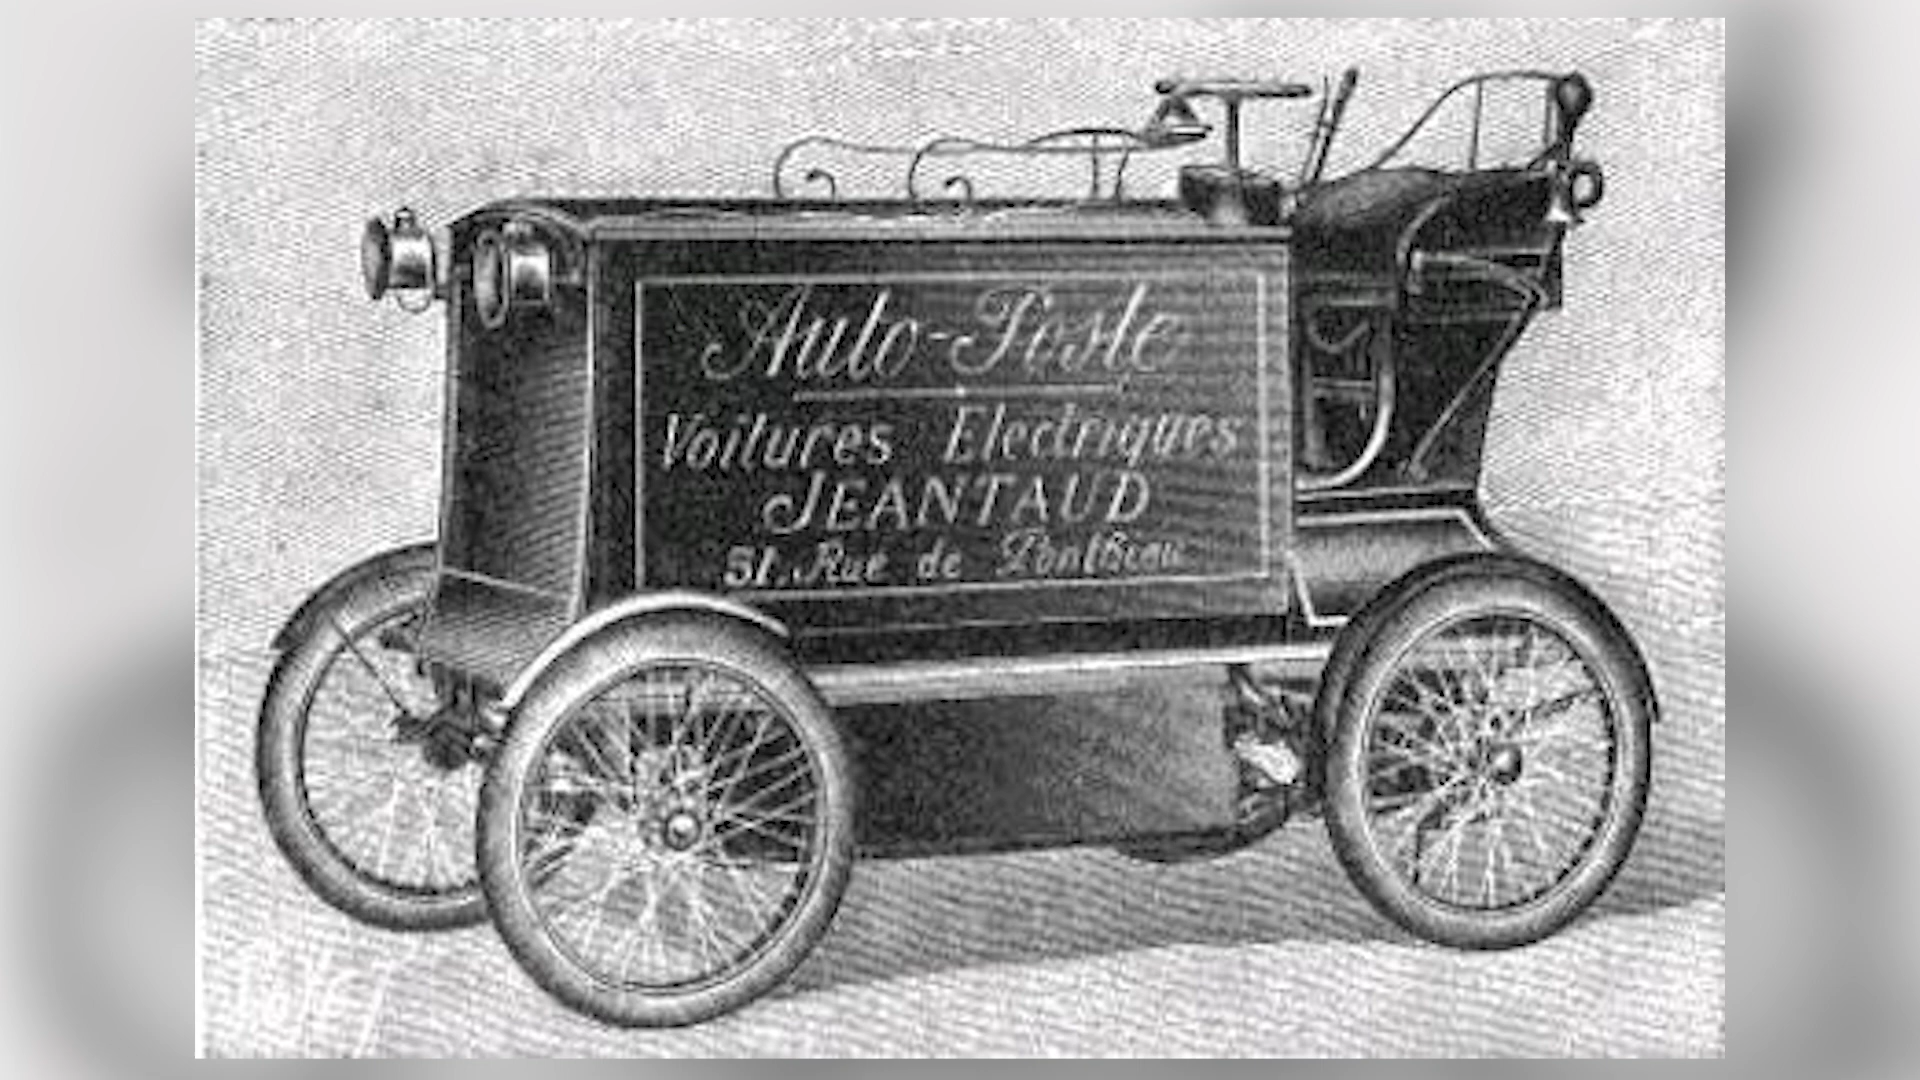 Auto-Poste
Voitures Electriques
JEANTAUD
51, Rue de Ponthieu